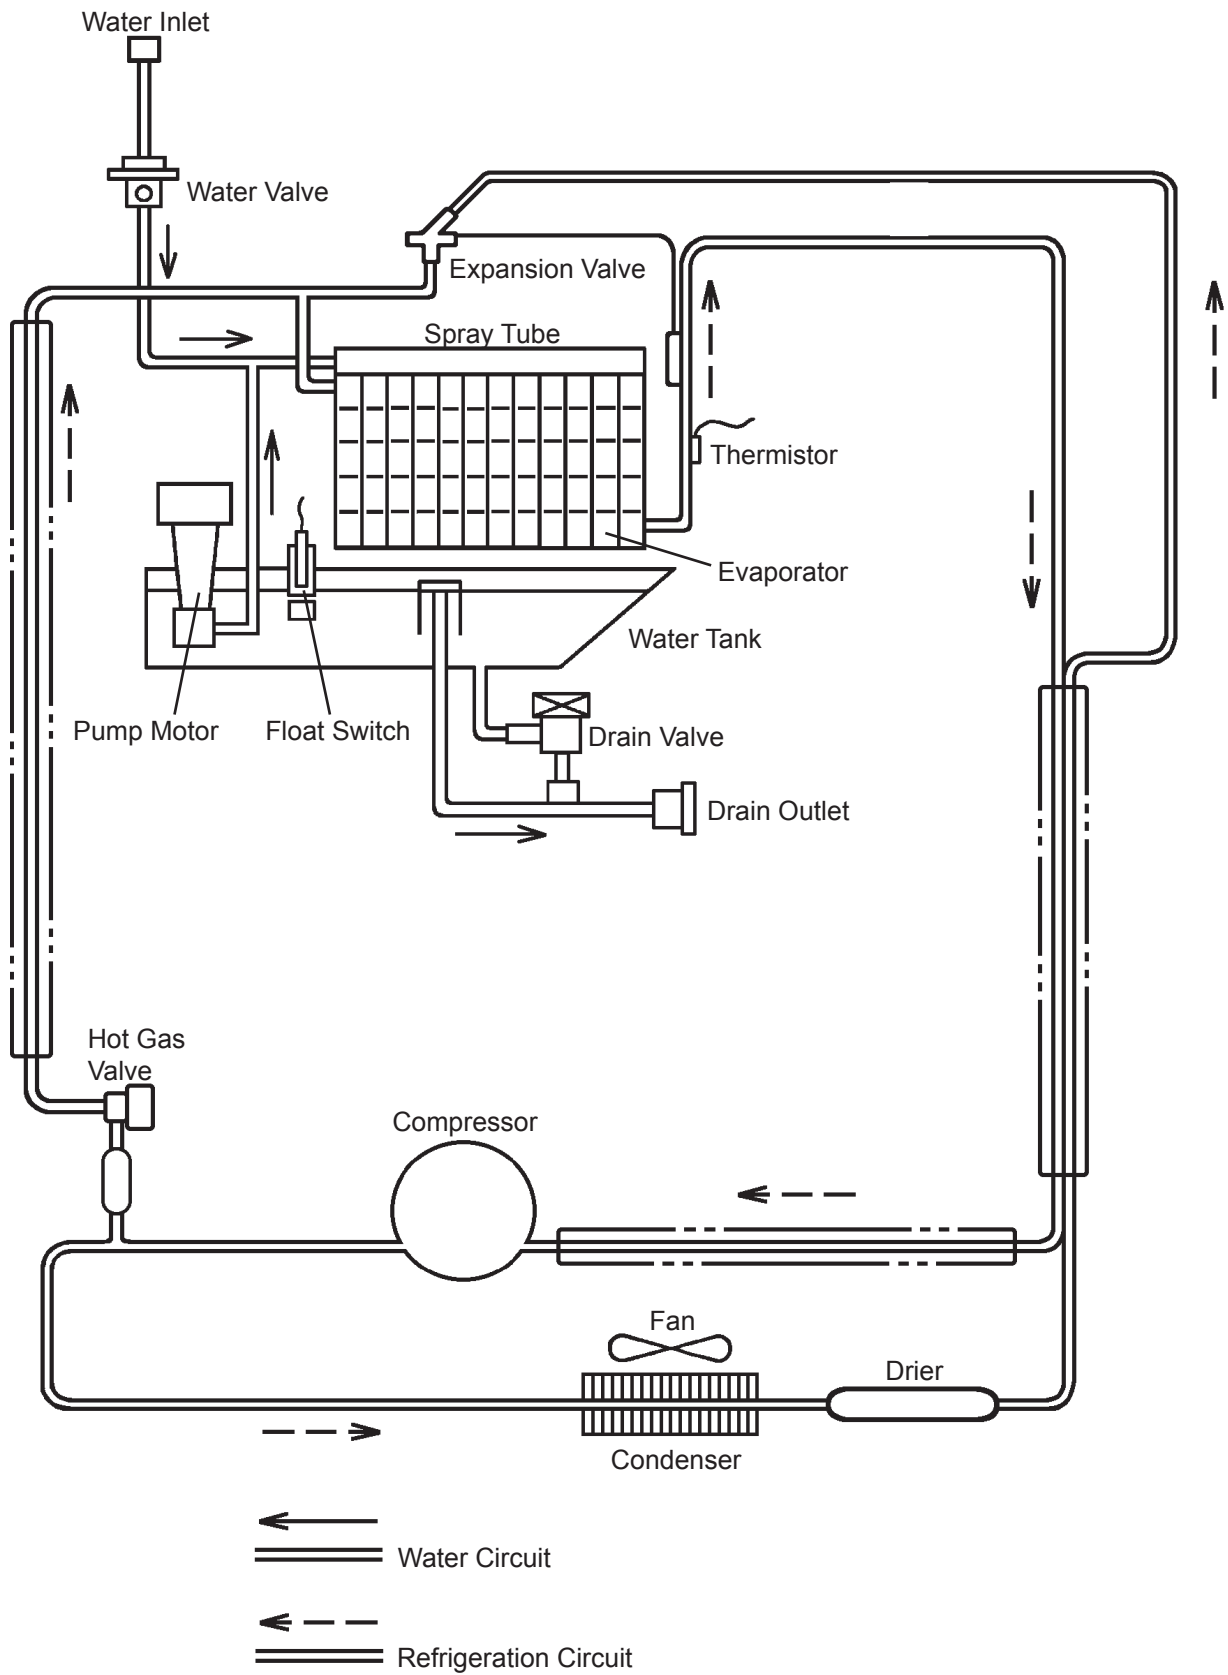 Water Inlet
Water Valve
Expansion Valve
Spray Tube
Thermistor
Evaporator
Water Tank
Pump Motor
Float Switch
Drain Valve
Drain Outlet
Hot Gas
Valve
Compressor
Fan
Drier
Condenser
Water Circuit
Refrigeration Circuit